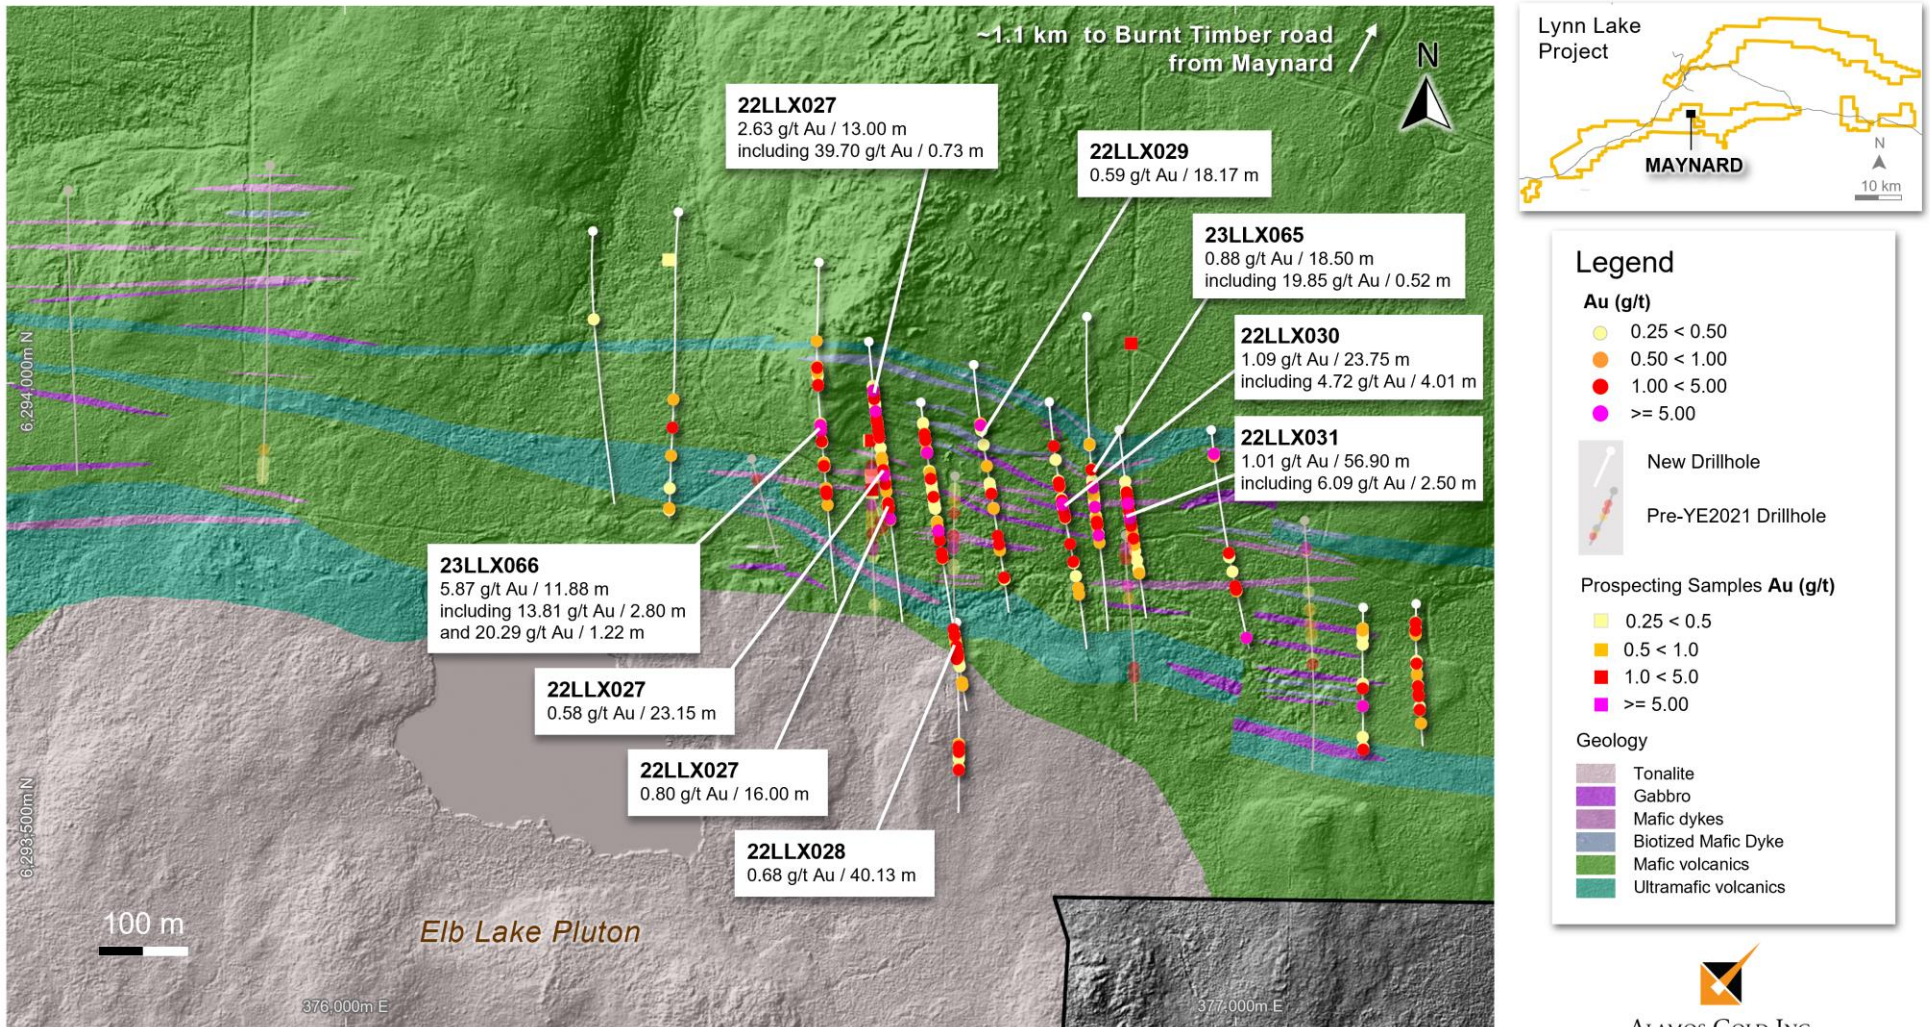 ~1.1 km to Burnt Timber road
from Maynard
N
22LLX027
2.63 g/t Au / 13.00 m
including 39.70 g/t Au / 0.73 m
22LLX029
0.59 g/t Au / 18.17 m
23LLX065
0.88 g/t Au / 18.50 m
including 19.85 g/t Au / 0.52 m
22LLX030
1.09 g/t Au / 23.75 m
including 4.72 g/t Au / 4.01 m
22LLX031
1.01 g/t Au / 56.90 m
including 6.09 g/t Au / 2.50 m
6,294,000m N
23LLX066
5.87 g/t Au / 11.88 m
including 13.81 g/t Au / 2.80 m
and 20.29 g/t Au / 1.22 m
22LLX027
0.58 g/t Au / 23.15 m
22LLX027
0.80 g/t Au / 16.00 m
22LLX028
0.68 g/t Au / 40.13 m
6,293,500m N
100 m
Elb Lake Pluton
376,000m E
377,000m E
Lynn Lake
Project
MAYNARD
N
10 km
Legend
Au (g/t)
0.25 < 0.50
0.50 < 1.00
1.00 < 5.00
>= 5.00
New Drillhole
Pre-YE2021 Drillhole
Prospecting Samples Au (g/t)
0.25 < 0.5
0.5 < 1.0
1.0 < 5.0
>= 5.00
Geology
Tonalite
Gabbro
Mafic dykes
Biotized Mafic Dyke
Mafic volcanics
Ultramafic volcanics
ALAMOS GOLD INC